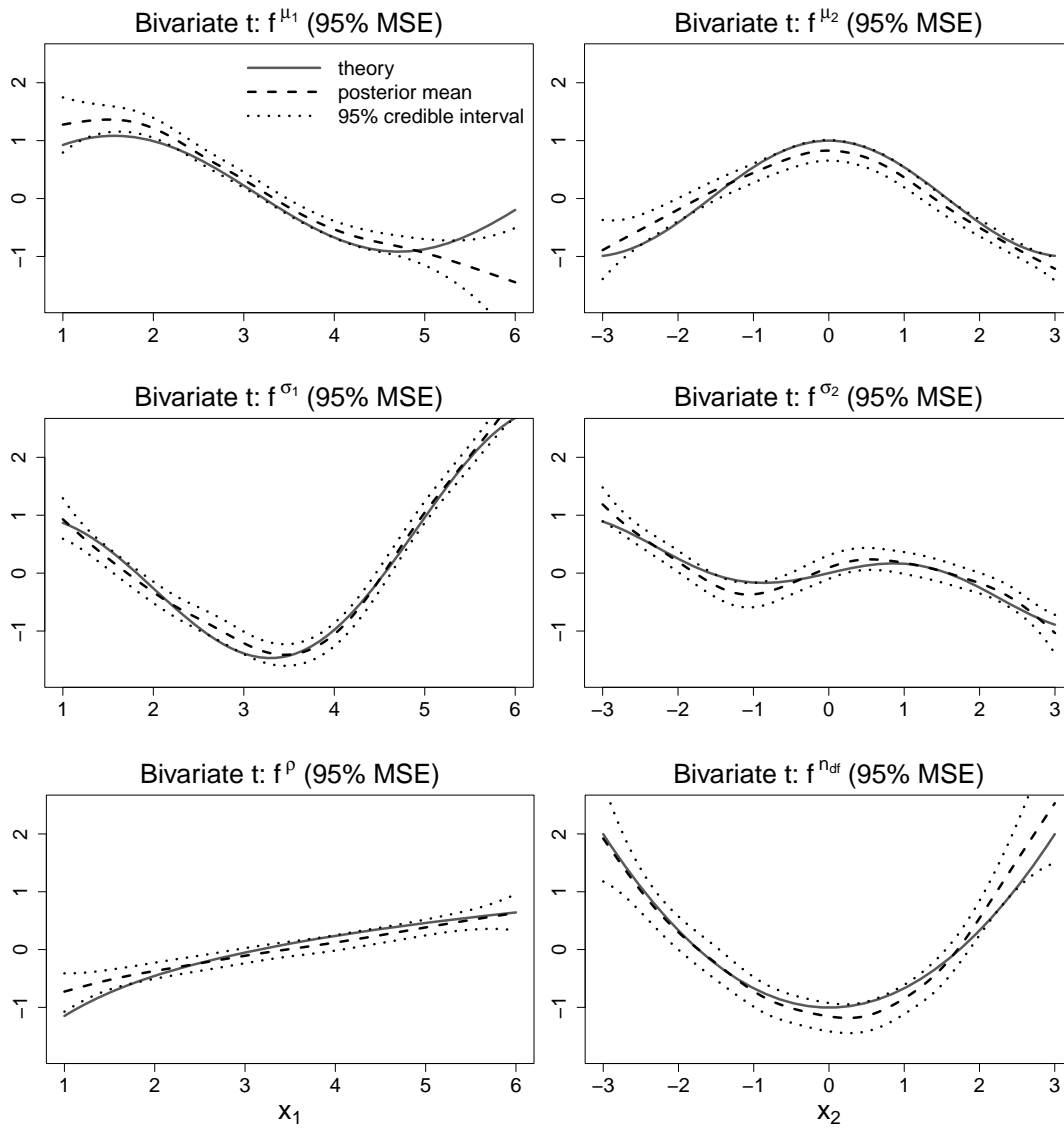 Bivariate t: f^μ₁ (95% MSE)
2
1
0
−1
1 2 3 4 5 6
theory
posterior mean
95% credible interval
Bivariate t: f^μ₂ (95% MSE)
2
1
0
−1
−3 −2 −1 0 1 2 3
Bivariate t: f^σ₁ (95% MSE)
2
1
0
−1
1 2 3 4 5 6
Bivariate t: f^σ₂ (95% MSE)
2
1
0
−1
−3 −2 −1 0 1 2 3
Bivariate t: f^ρ (95% MSE)
2
1
0
−1
1 2 3 4 5 6
x₁
Bivariate t: f^n_df (95% MSE)
2
1
0
−1
−3 −2 −1 0 1 2 3
x₂